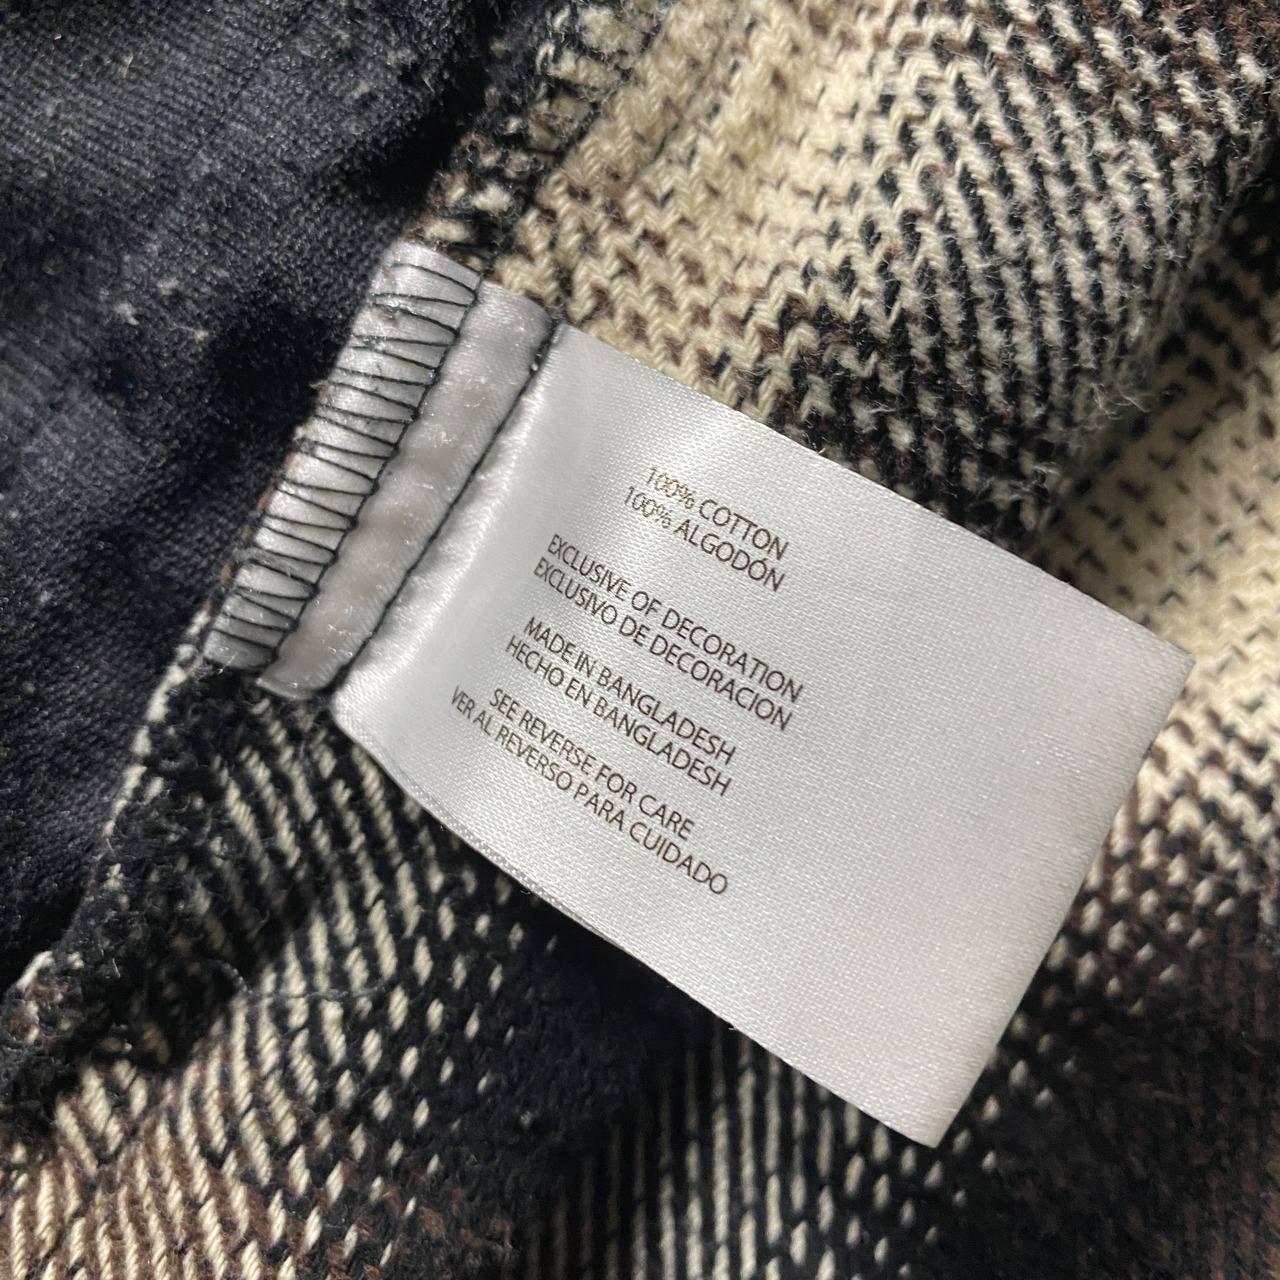 100% COTTON
100% ALGODÓN
EXCLUSIVE OF DECORATION
EXCLUSIVO DE DECORACION
MADE IN BANGLADESH
HECHO EN BANGLADESH
SEE REVERSE FOR CARE
VER AL REVERSO PARA CUIDADO